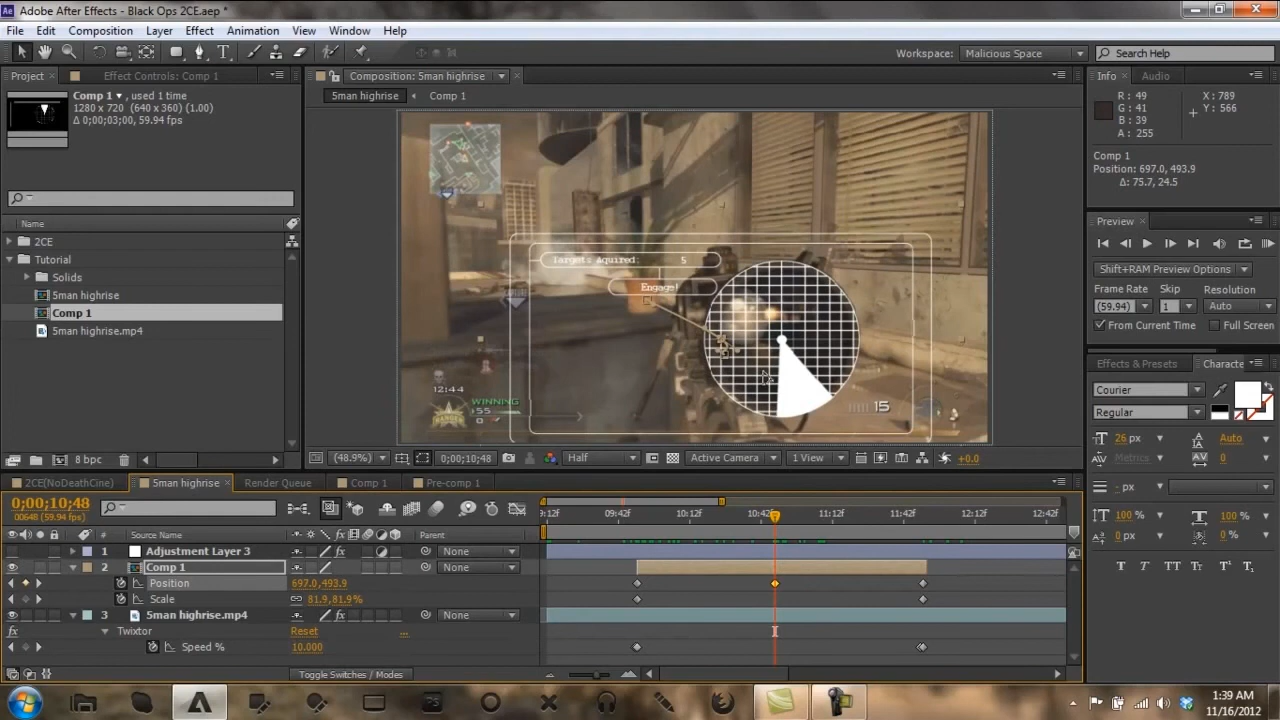 Adobe After Effects - Black Ops 2CE.aep *
File Edit Composition Layer Effect Animation View Window Help
Workspace: Malicious Space Search Help
Project Effect Controls: Comp 1
Comp 1 , used 1 time
1280 x 720 (640 x 360) (1.00)
Δ 0;00;03;00, 59.94 fps
Name
2CE
Tutorial
Solids
5man highrise
Comp 1
5man highrise.mp4
8 bpc
Composition: 5man highrise
5man highrise Comp 1
Targets Aquired: 5
Engage!
12:44
WINNING
55
0
15
(48.9%) 0;00;10;48 Half Active Camera 1 View +0.0
Info Audio
R : 49 X : 789
G : 41 Y : 566
B : 39
A : 255
Comp 1
Position: 697.0, 493.9
Δ: 75.7, 24.5
Preview
Shift+RAM Preview Options
Frame Rate Skip Resolution
(59.94) 1 Auto
From Current Time Full Screen
Effects & Presets Characte
Courier
Regular
26 px Auto
Metrics 0
- px
100 % 100 %
0 px 0 %
T T TT Tr T¹ T₁
2CE(NoDeathCine) 5man highrise Render Queue Comp 1 Pre-comp 1
0;00;10;48
00648 (59.94 fps)
9:12f 09:42f 10:12f 10:42f 11:12f 11:42f 12:12f 12:42f
# Source Name Parent
1 Adjustment Layer 3 None
2 Comp 1 None
Position 697.0,493.9
Scale 81.9,81.9%
3 5man highrise.mp4 None
Twixtor Reset ...
Speed % 10.000
Toggle Switches / Modes
1:39 AM
11/16/2012